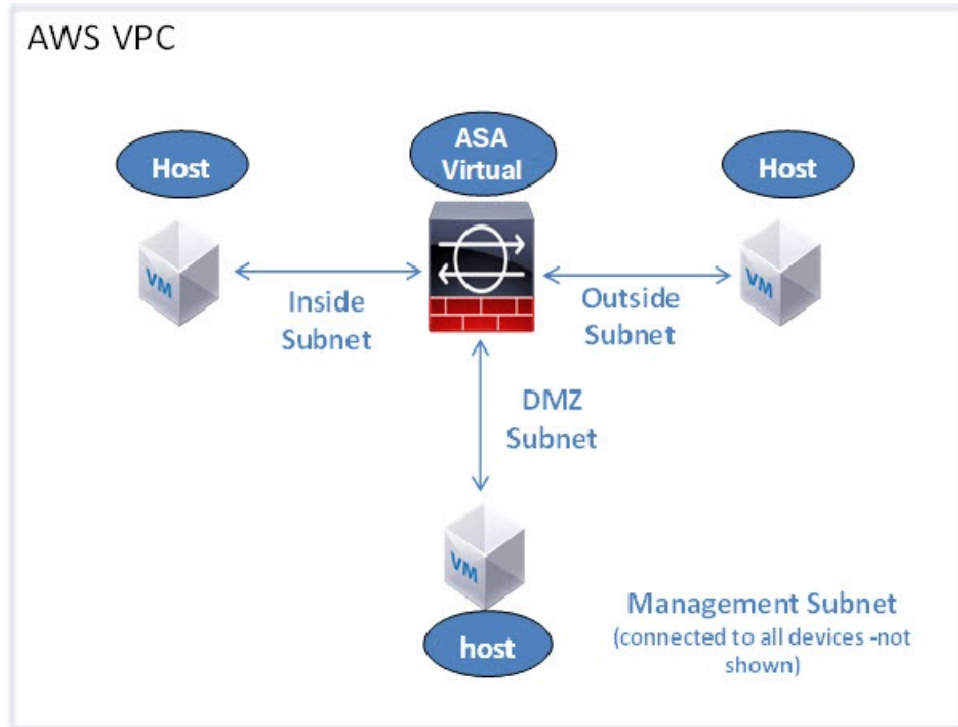 AWS VPC
Host
ASA
Virtual
Host
VM
VM
Inside
Subnet
Outside
Subnet
DMZ
Subnet
VM
host
Management Subnet
(connected to all devices -not
shown)